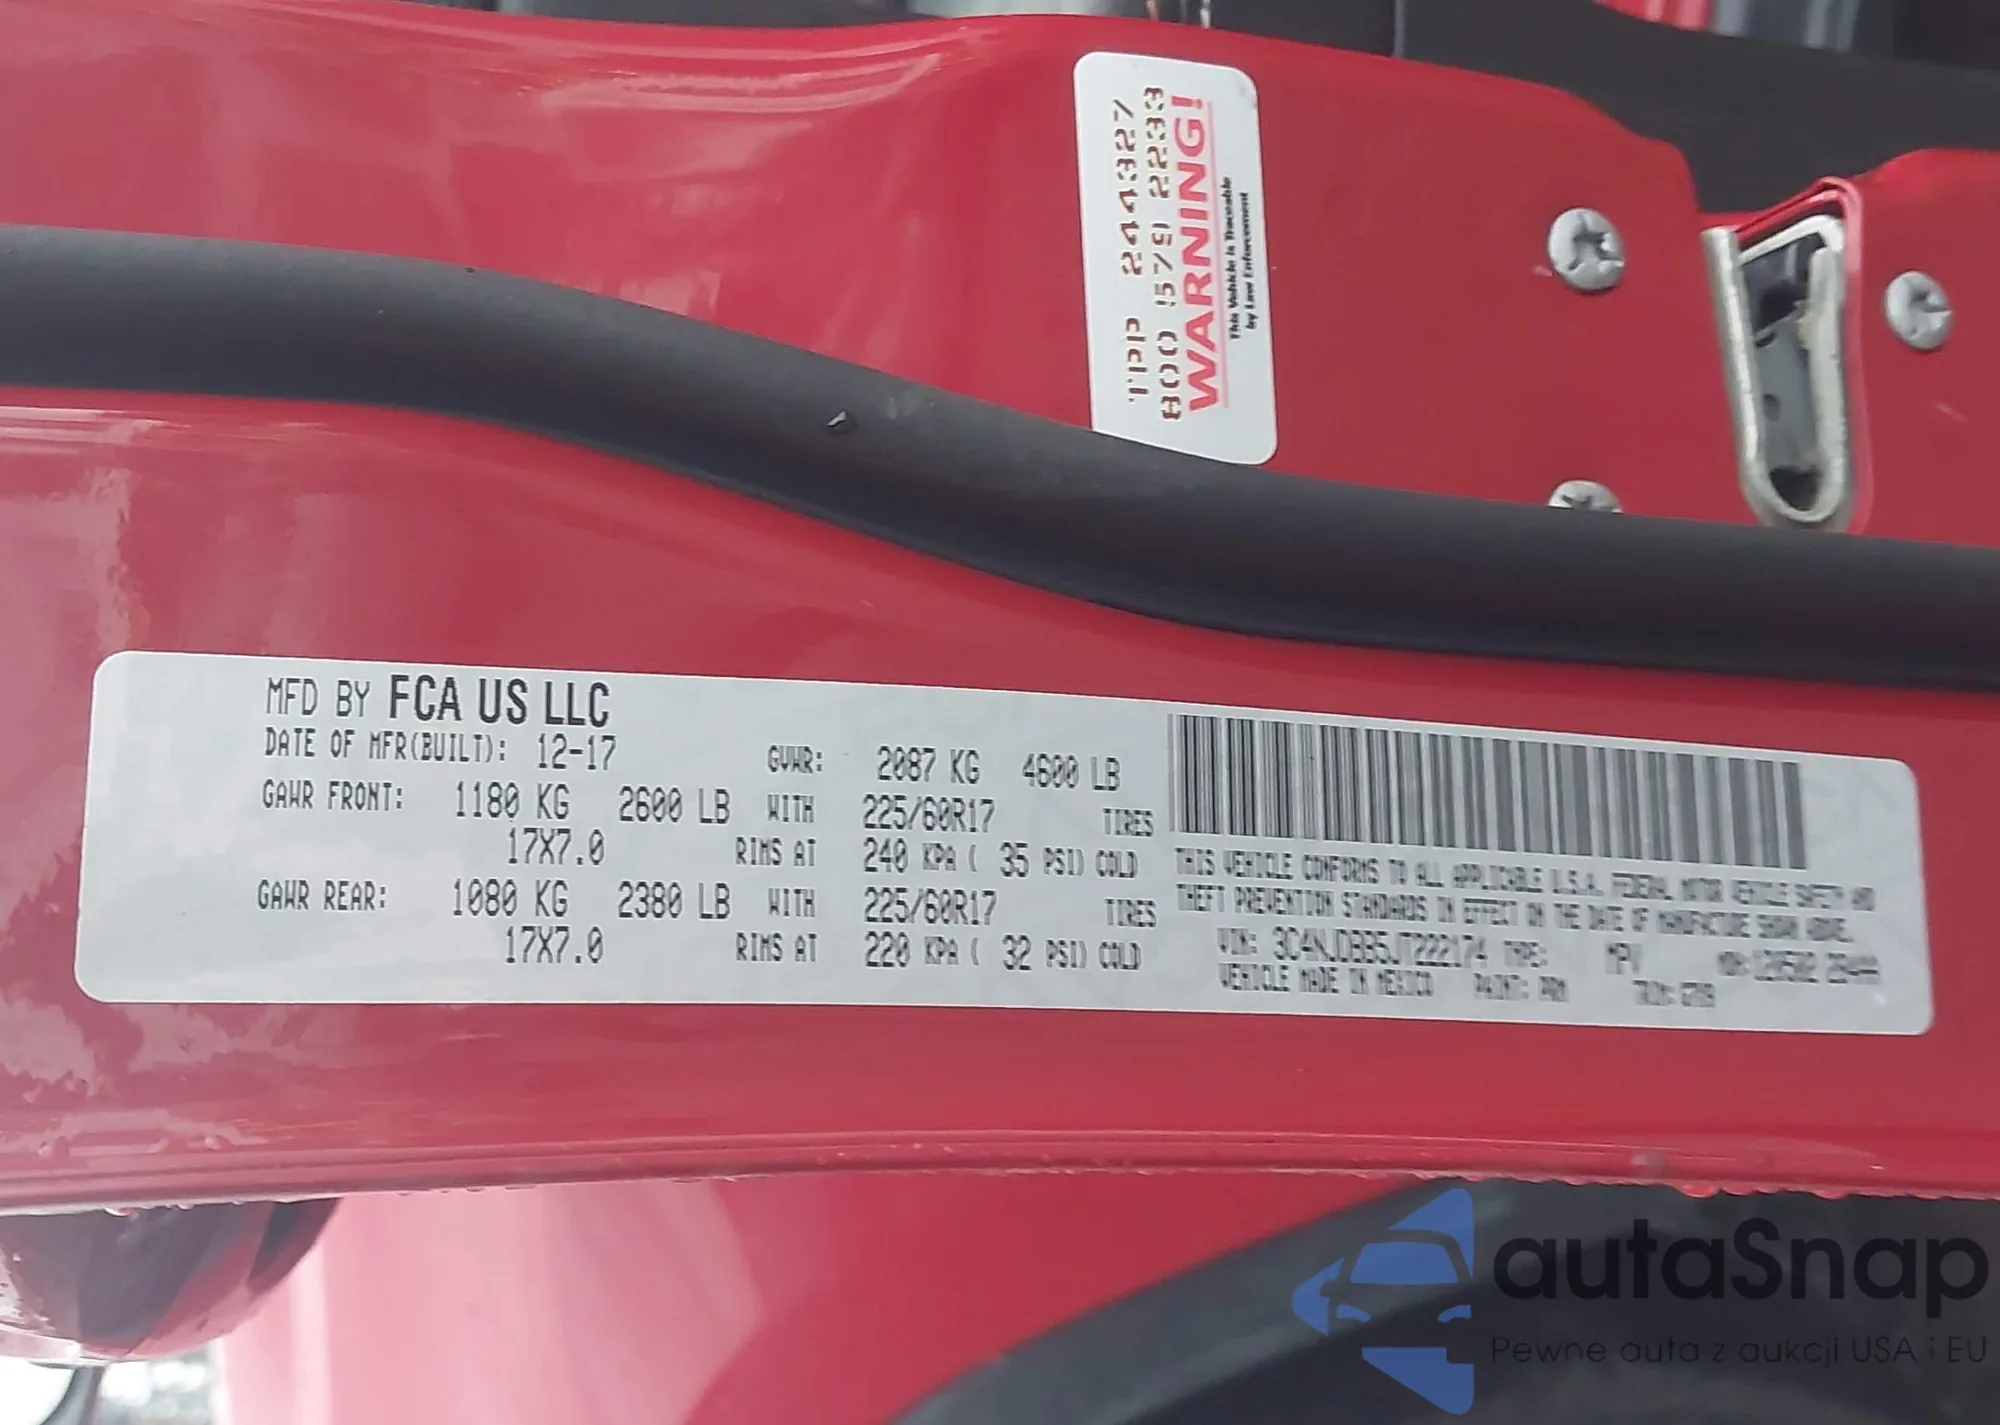 TPP 244327
800 579 2233
WARNING!
This Vehicle is Traceable
by Law Enforcement
MFD BY FCA US LLC
DATE OF MFR(BUILT): 12-17 GVWR: 2087 KG 4600 LB
GAWR FRONT: 1180 KG 2600 LB WITH 225/60R17 TIRES
17X7.0 RIMS AT 240 KPA ( 35 PSI) COLD
GAWR REAR: 1080 KG 2380 LB WITH 225/60R17 TIRES
17X7.0 RIMS AT 220 KPA ( 32 PSI) COLD
THIS VEHICLE CONFORMS TO ALL APPLICABLE U.S.A. FEDERAL MOTOR VEHICLE SAFETY AND
THEFT PREVENTION STANDARDS IN EFFECT ON THE DATE OF MANUFACTURE SHOWN ABOVE.
VIN: 3C4NJDBB5JT222174 TYPE: MPV
VEHICLE MADE IN MEXICO PAINT: PRM TRIM:
autaSnap
Pewne auta z aukcji USA i EU